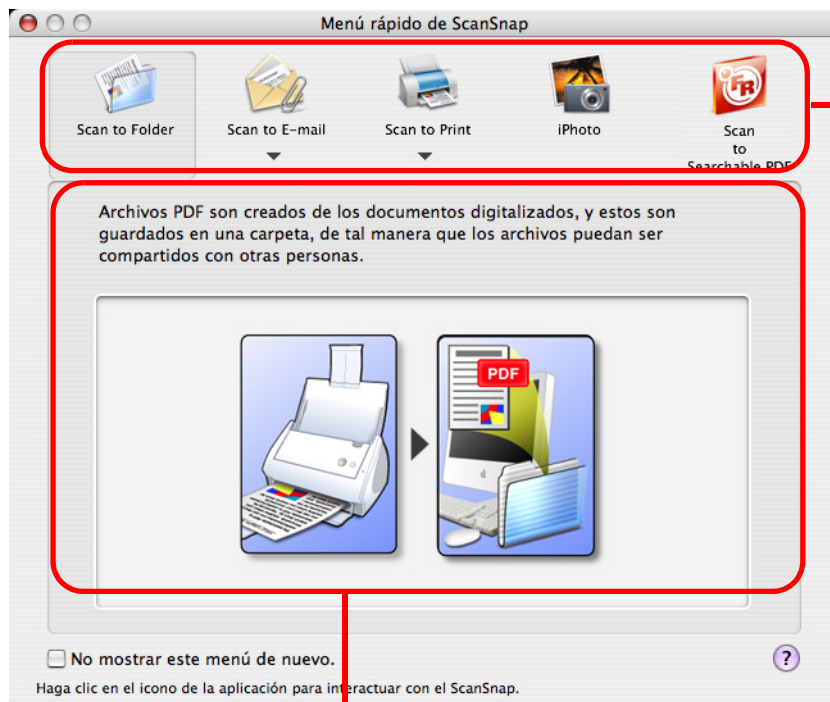 Menú rápido de ScanSnap
Scan to Folder
Scan to E-mail
Scan to Print
iPhoto
Scan
to
Searchable PDF
Archivos PDF son creados de los documentos digitalizados, y estos son
guardados en una carpeta, de tal manera que los archivos puedan ser
compartidos con otras personas.
PDF
No mostrar este menú de nuevo.
?
Haga clic en el icono de la aplicación para interactuar con el ScanSnap.